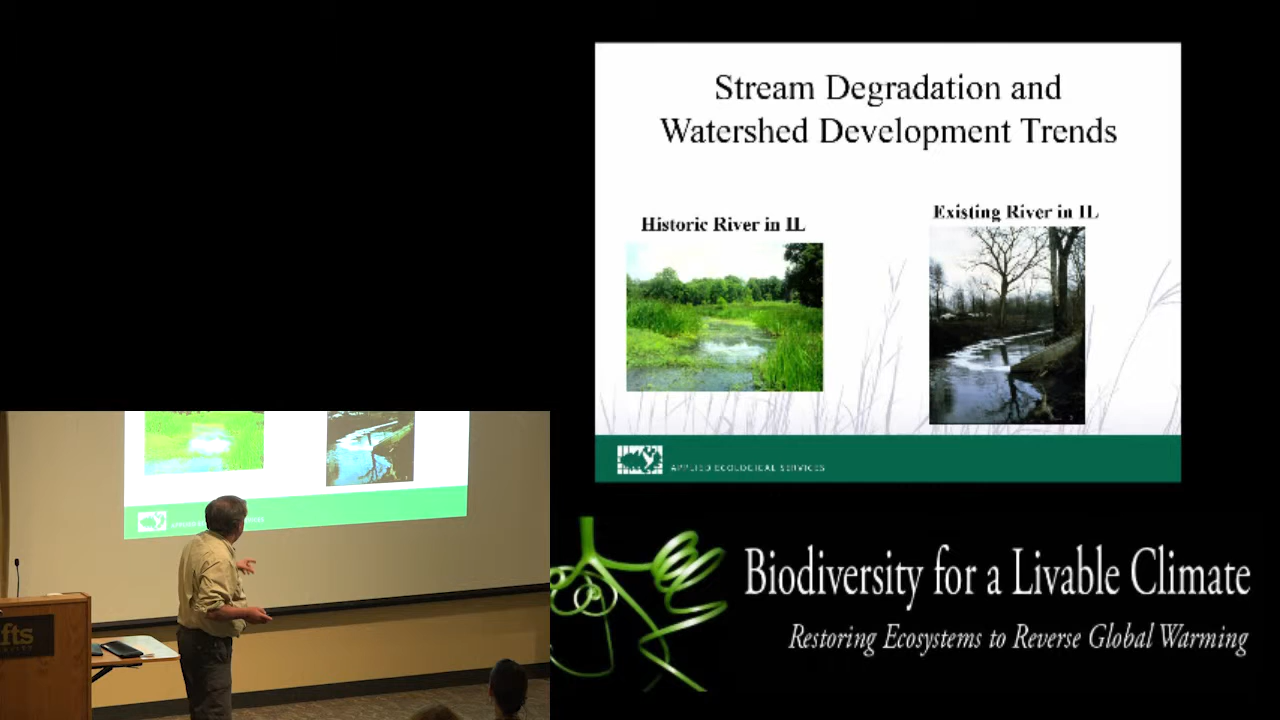 Stream Degradation and
Watershed Development Trends
Historic River in IL
Existing River in IL
APPLIED ECOLOGICAL SERVICES
Biodiversity for a Livable Climate
Restoring Ecosystems to Reverse Global Warming
fts